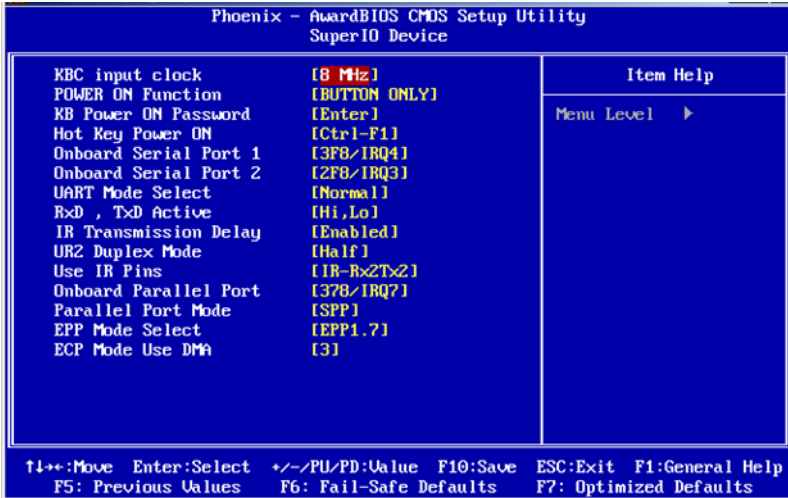 Phoenix - AwardBIOS CMOS Setup Utility
SuperIO Device
KBC input clock [8 MHz]
POWER ON Function [BUTTON ONLY]
KB Power ON Password [Enter]
Hot Key Power ON [Ctrl-F1]
Onboard Serial Port 1 [3F8/IRQ4]
Onboard Serial Port 2 [2F8/IRQ3]
UART Mode Select [Normal]
RxD , TxD Active [Hi,Lo]
IR Transmission Delay [Enabled]
UR2 Duplex Mode [Half]
Use IR Pins [IR-Rx2Tx2]
Onboard Parallel Port [378/IRQ7]
Parallel Port Mode [SPP]
EPP Mode Select [EPP1.7]
ECP Mode Use DMA [3]
Item Help
Menu Level ▶
↑↓→←:Move Enter:Select +/-/PU/PD:Value F10:Save ESC:Exit F1:General Help
F5: Previous Values F6: Fail-Safe Defaults F7: Optimized Defaults